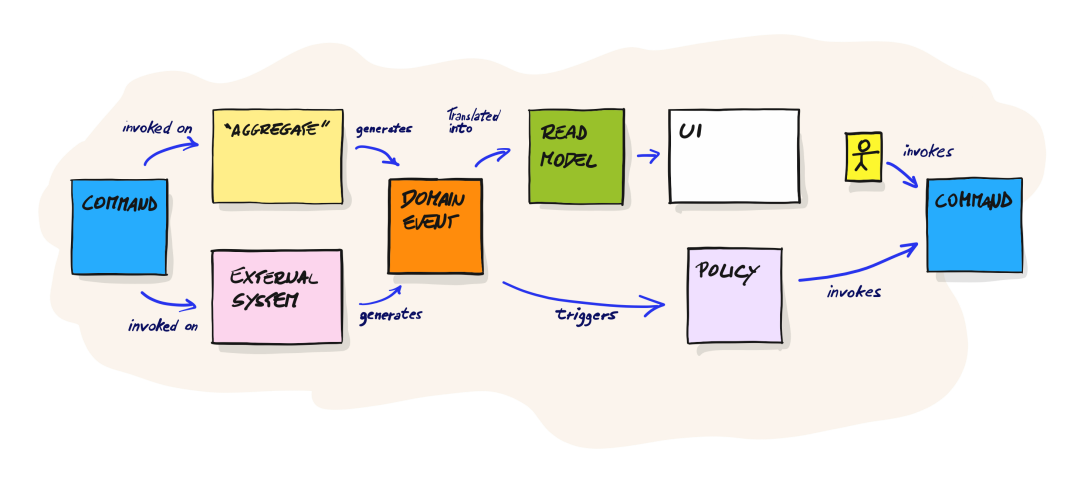 invoked on
"AGGREGATE"
generates
Translated
into
READ
MODEL
UI
invokes
COMMAND
DOMAIN
EVENT
COMMAND
EXTERNAL
SYSTEM
POLICY
invoked on
generates
triggers
invokes